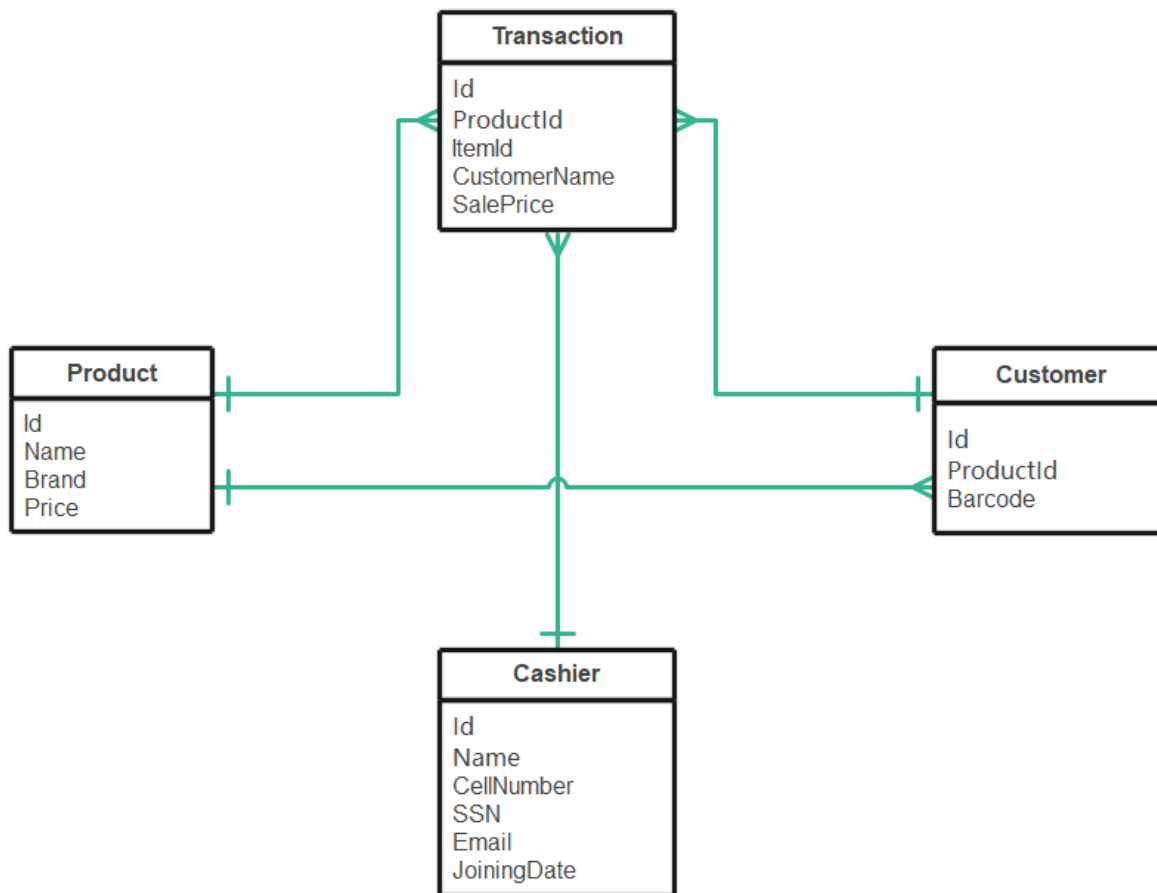 Transaction
Id
ProductId
ItemId
CustomerName
SalePrice
Product
Id
Name
Brand
Price
Customer
Id
ProductId
Barcode
Cashier
Id
Name
CellNumber
SSN
Email
JoiningDate